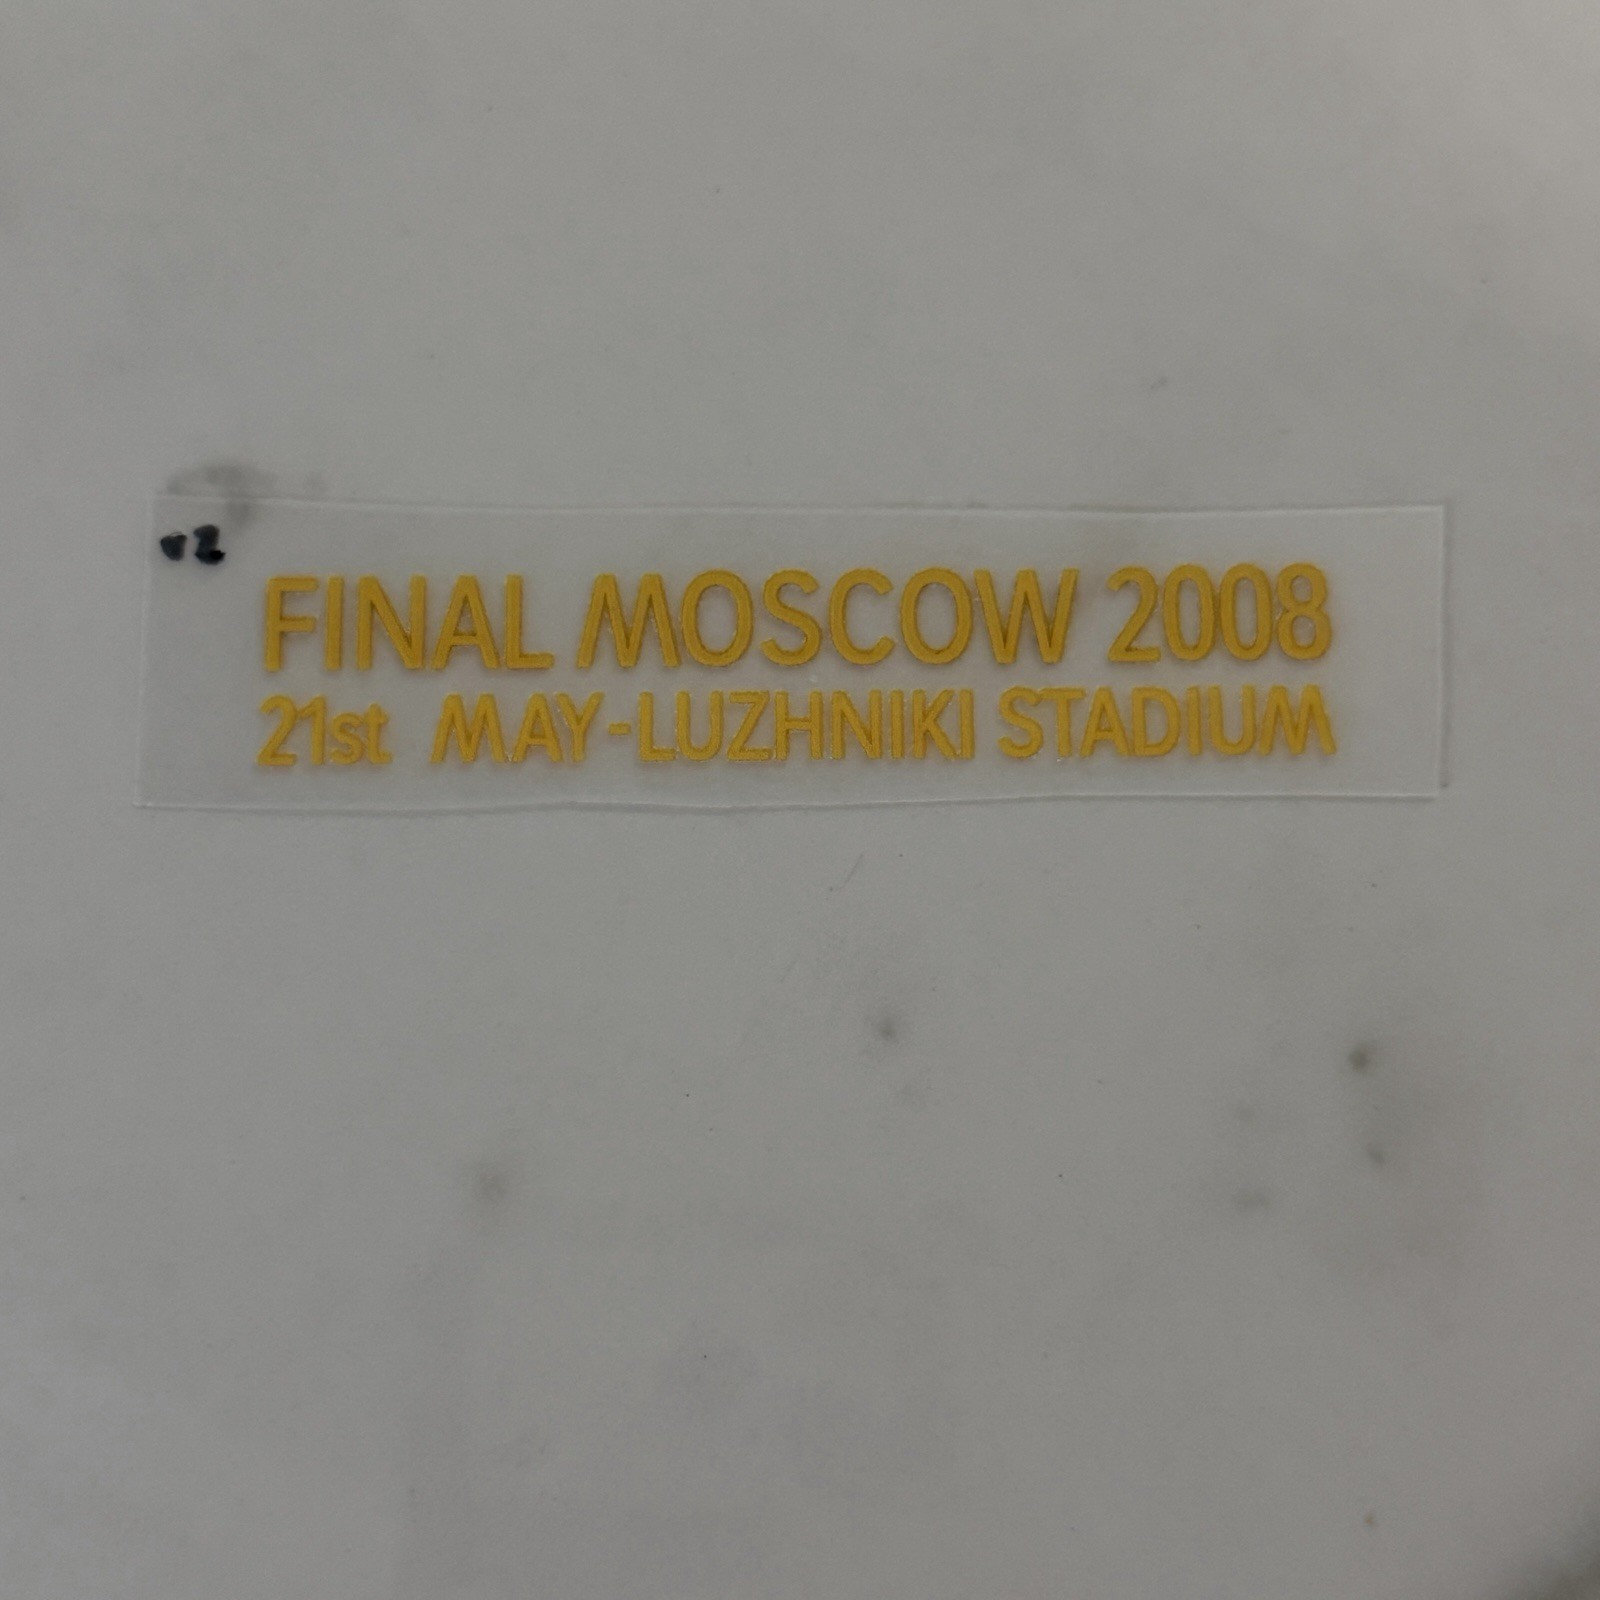 FINAL MOSCOW 2008
21st MAY-LUZHNIKI STADIUM